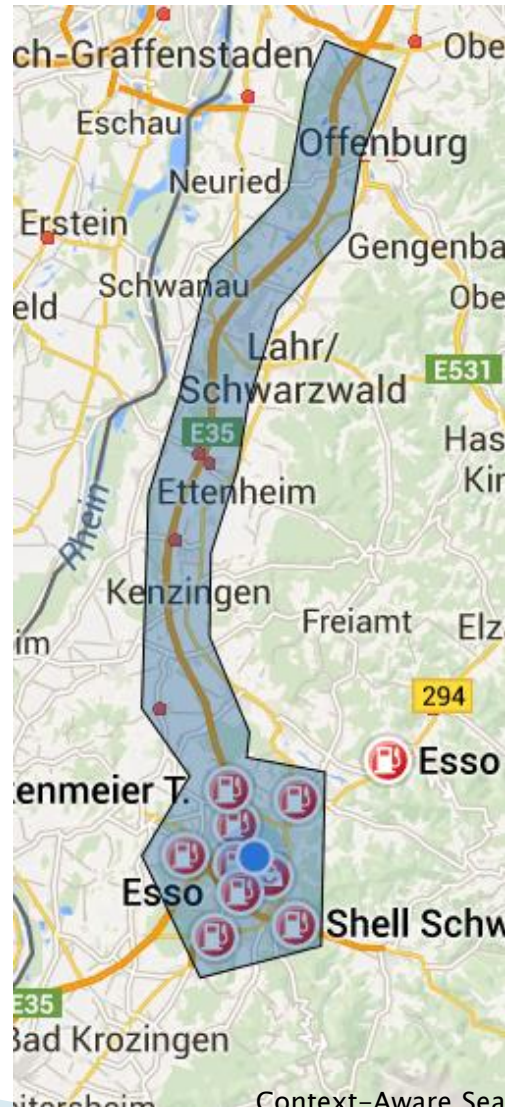 ch-Graffenstaden
Obe
Eschau
Offenburg
Neuried
Erstein
Gengenba
Schwanau
eld
Obe
Lahr/
Schwarzwald
E531
E35
Has
Kir
Ettenheim
Rhein
Kenzingen
Freiamt
Elz
im
294
Esso
enmeier T.
Esso
Shell Schw
E35
Bad Krozingen
itersheim
Context-Aware Sea